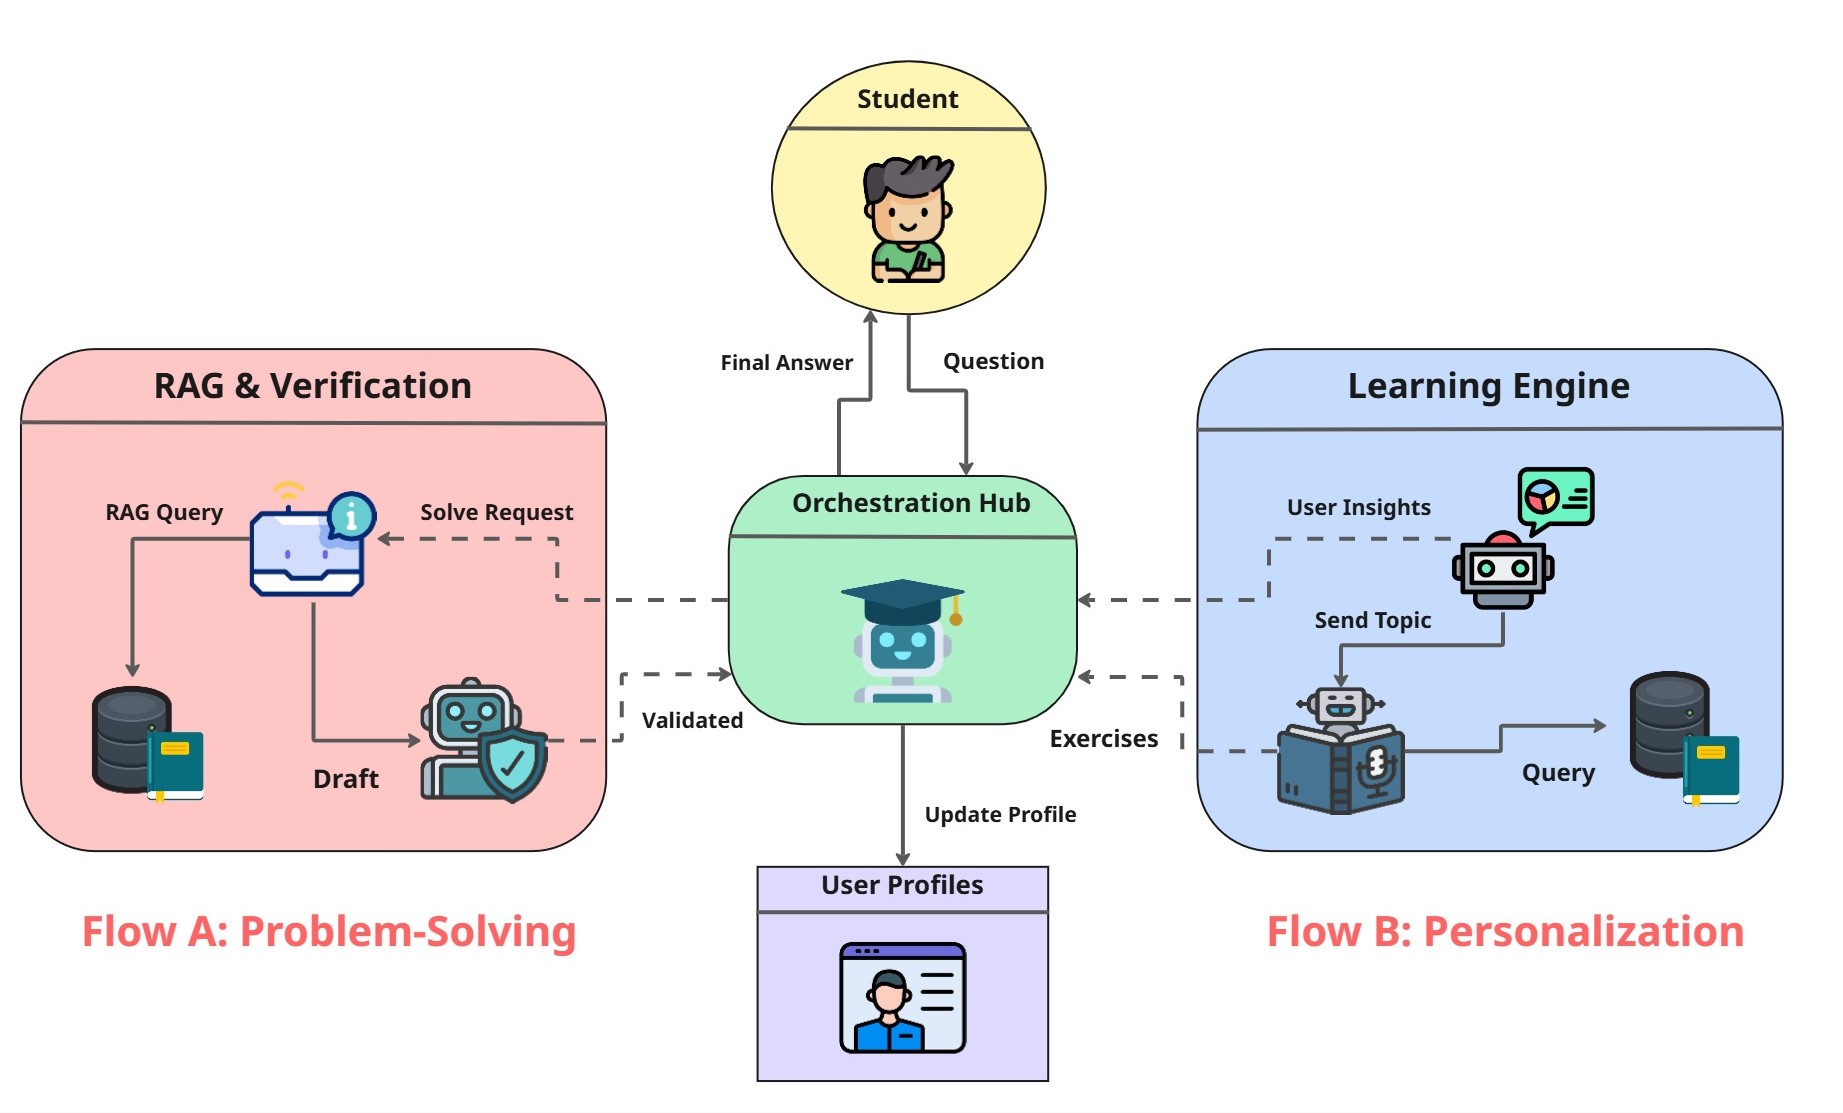 Student
Final Answer
Question
RAG & Verification
RAG Query
Solve Request
Draft
Validated
Orchestration Hub
Learning Engine
User Insights
Send Topic
Exercises
Query
Update Profile
User Profiles
Flow A: Problem-Solving
Flow B: Personalization